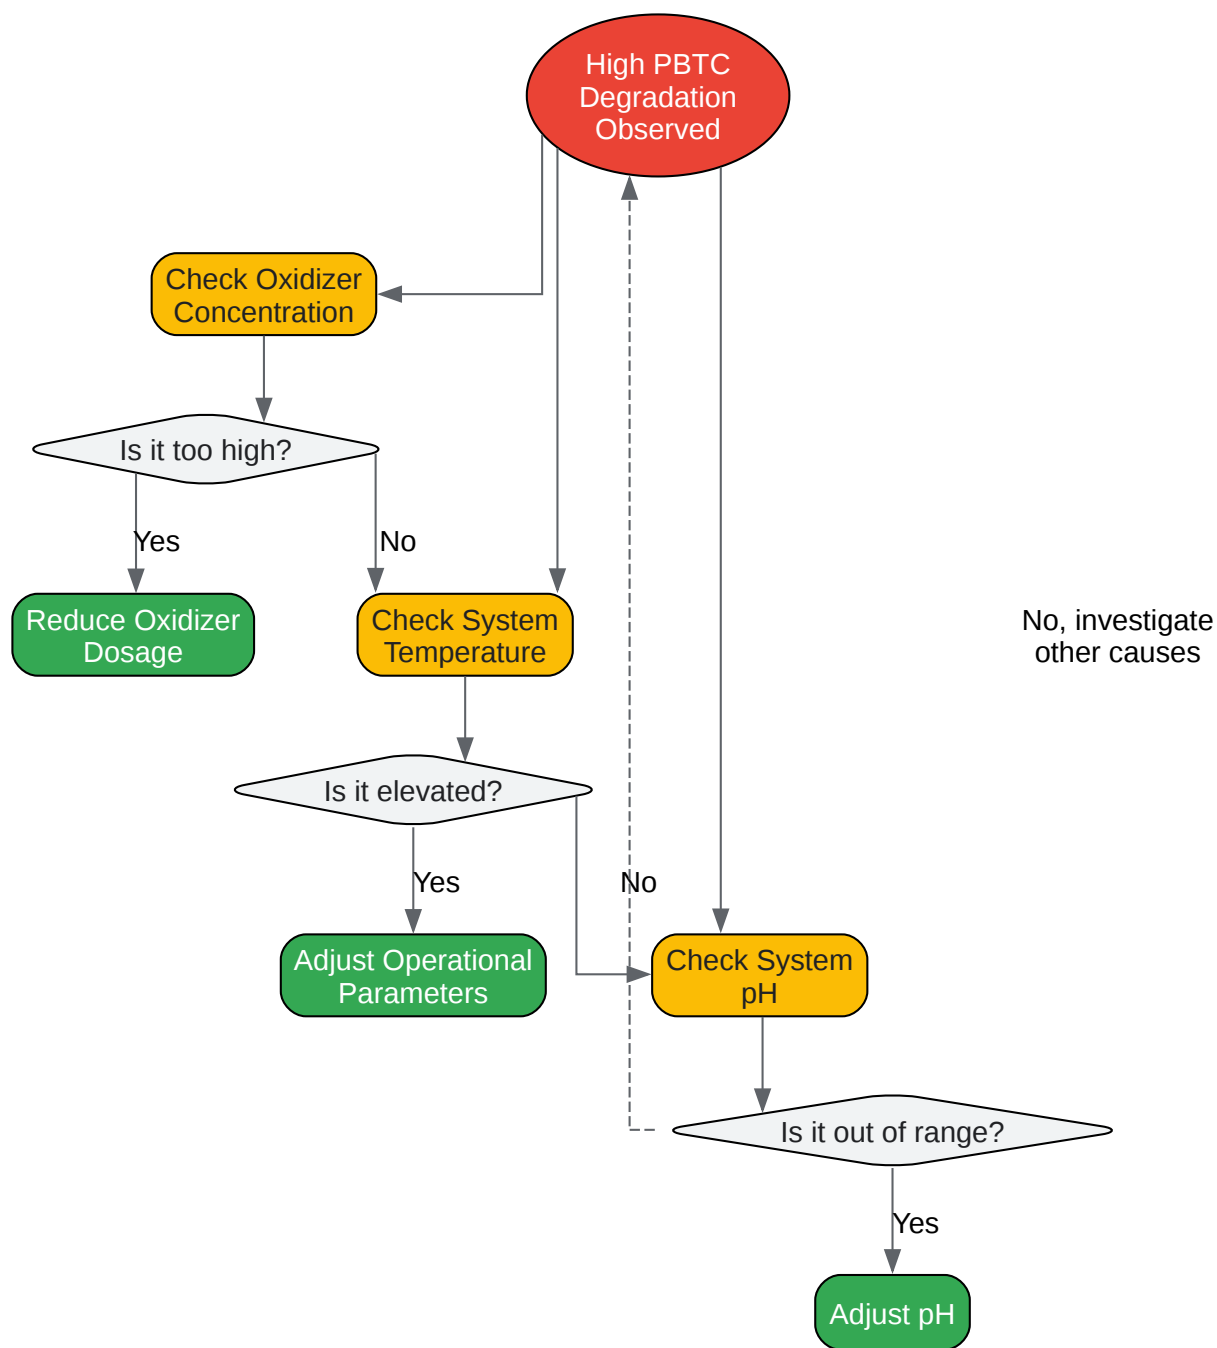 High PBTC
Degradation
Observed
Check Oxidizer
Concentration
Is it too high?
Yes
No
Reduce Oxidizer
Dosage
Check System
Temperature
No, investigate
other causes
Is it elevated?
Yes
No
Adjust Operational
Parameters
Check System
pH
Is it out of range?
Yes
Adjust pH